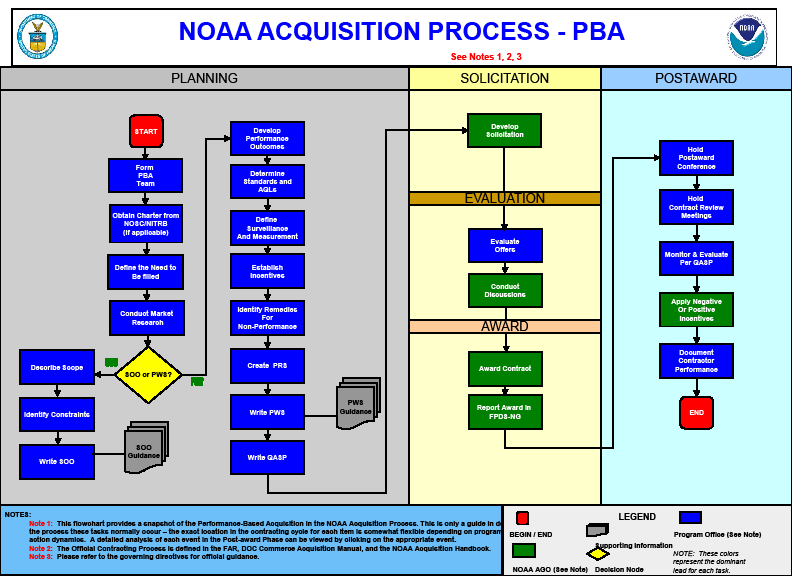 NOAA ACQUISITION PROCESS - PBA
See Notes 1, 2, 3
NOAA
PLANNING
SOLICITATION
POSTAWARD
START
Form
PBA
Team
Obtain Charter from
NOSC/NITRB
(if applicable)
Define the Need to
Be filled
Conduct Market
Research
SOO or PWS?
Describe Scope
Identify Constraints
Write SOO
SOO
Guidance
Develop
Performance
Outcomes
Determine
Standards and
AQLs
Define
Surveillance
And Measurement
Establish
Incentives
Identify Remedies
For
Non-Performance
Create PRS
Write PWS
Write QASP
PWS
Guidance
Develop
Solicitation
EVALUATION
Evaluate
Offers
Conduct
Discussions
AWARD
Award Contract
Report Award in
FPDS-NG
Hold
Postaward
Conference
Hold
Contract Review
Meetings
Monitor & Evaluate
Per QASP
Apply Negative
Or Positive
Incentives
Document
Contractor
Performance
END
NOTES:
Note 1: This flowchart provides a snapshot of the Performance-Based Acquisition in the NOAA Acquisition Process. This is only a guide in
the process these tasks normally occur – the exact location in the contracting cycle for each item is somewhat flexible depending on program
action dynamics. A detailed analysis of each event in the Post-award Phase can be viewed by clicking on the appropriate event.
Note 2: The Official Contracting Process is defined in the FAR, DOC Commerce Acquisition Manual, and the NOAA Acquisition Handbook.
Note 3: Please refer to the governing directives for official guidance.
LEGEND
BEGIN / END
Supporting Information
Program Office (See Note)
NOAA AGO (See Note)
Decision Node
NOTE: These colors
represent the dominant
lead for each task.